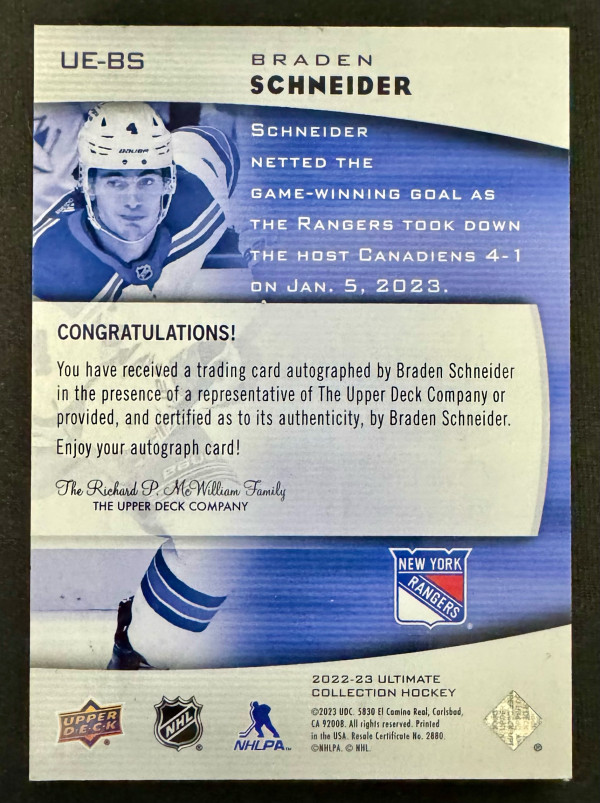 UE-BS
BRADEN
SCHNEIDER
4
BAUER
SCHNEIDER
NETTED THE
GAME-WINNING GOAL AS
THE RANGERS TOOK DOWN
THE HOST CANADIENS 4-1
ON JAN. 5, 2023.
CONGRATULATIONS!
You have received a trading card autographed by Braden Schneider
in the presence of a representative of The Upper Deck Company or
provided, and certified as to its authenticity, by Braden Schneider.
Enjoy your autograph card!
The Richard P. McWilliam Family
THE UPPER DECK COMPANY
NEW YORK
RANGERS
2022-23 ULTIMATE
COLLECTION HOCKEY
©2023 UDC. 5830 El Camino Real, Carlsbad,
CA 92008. All rights reserved. Printed
in the USA. Resale Certificate No. 2880.
©NHLPA. © NHL.
UPPER
DECK
NHL
NHLPA